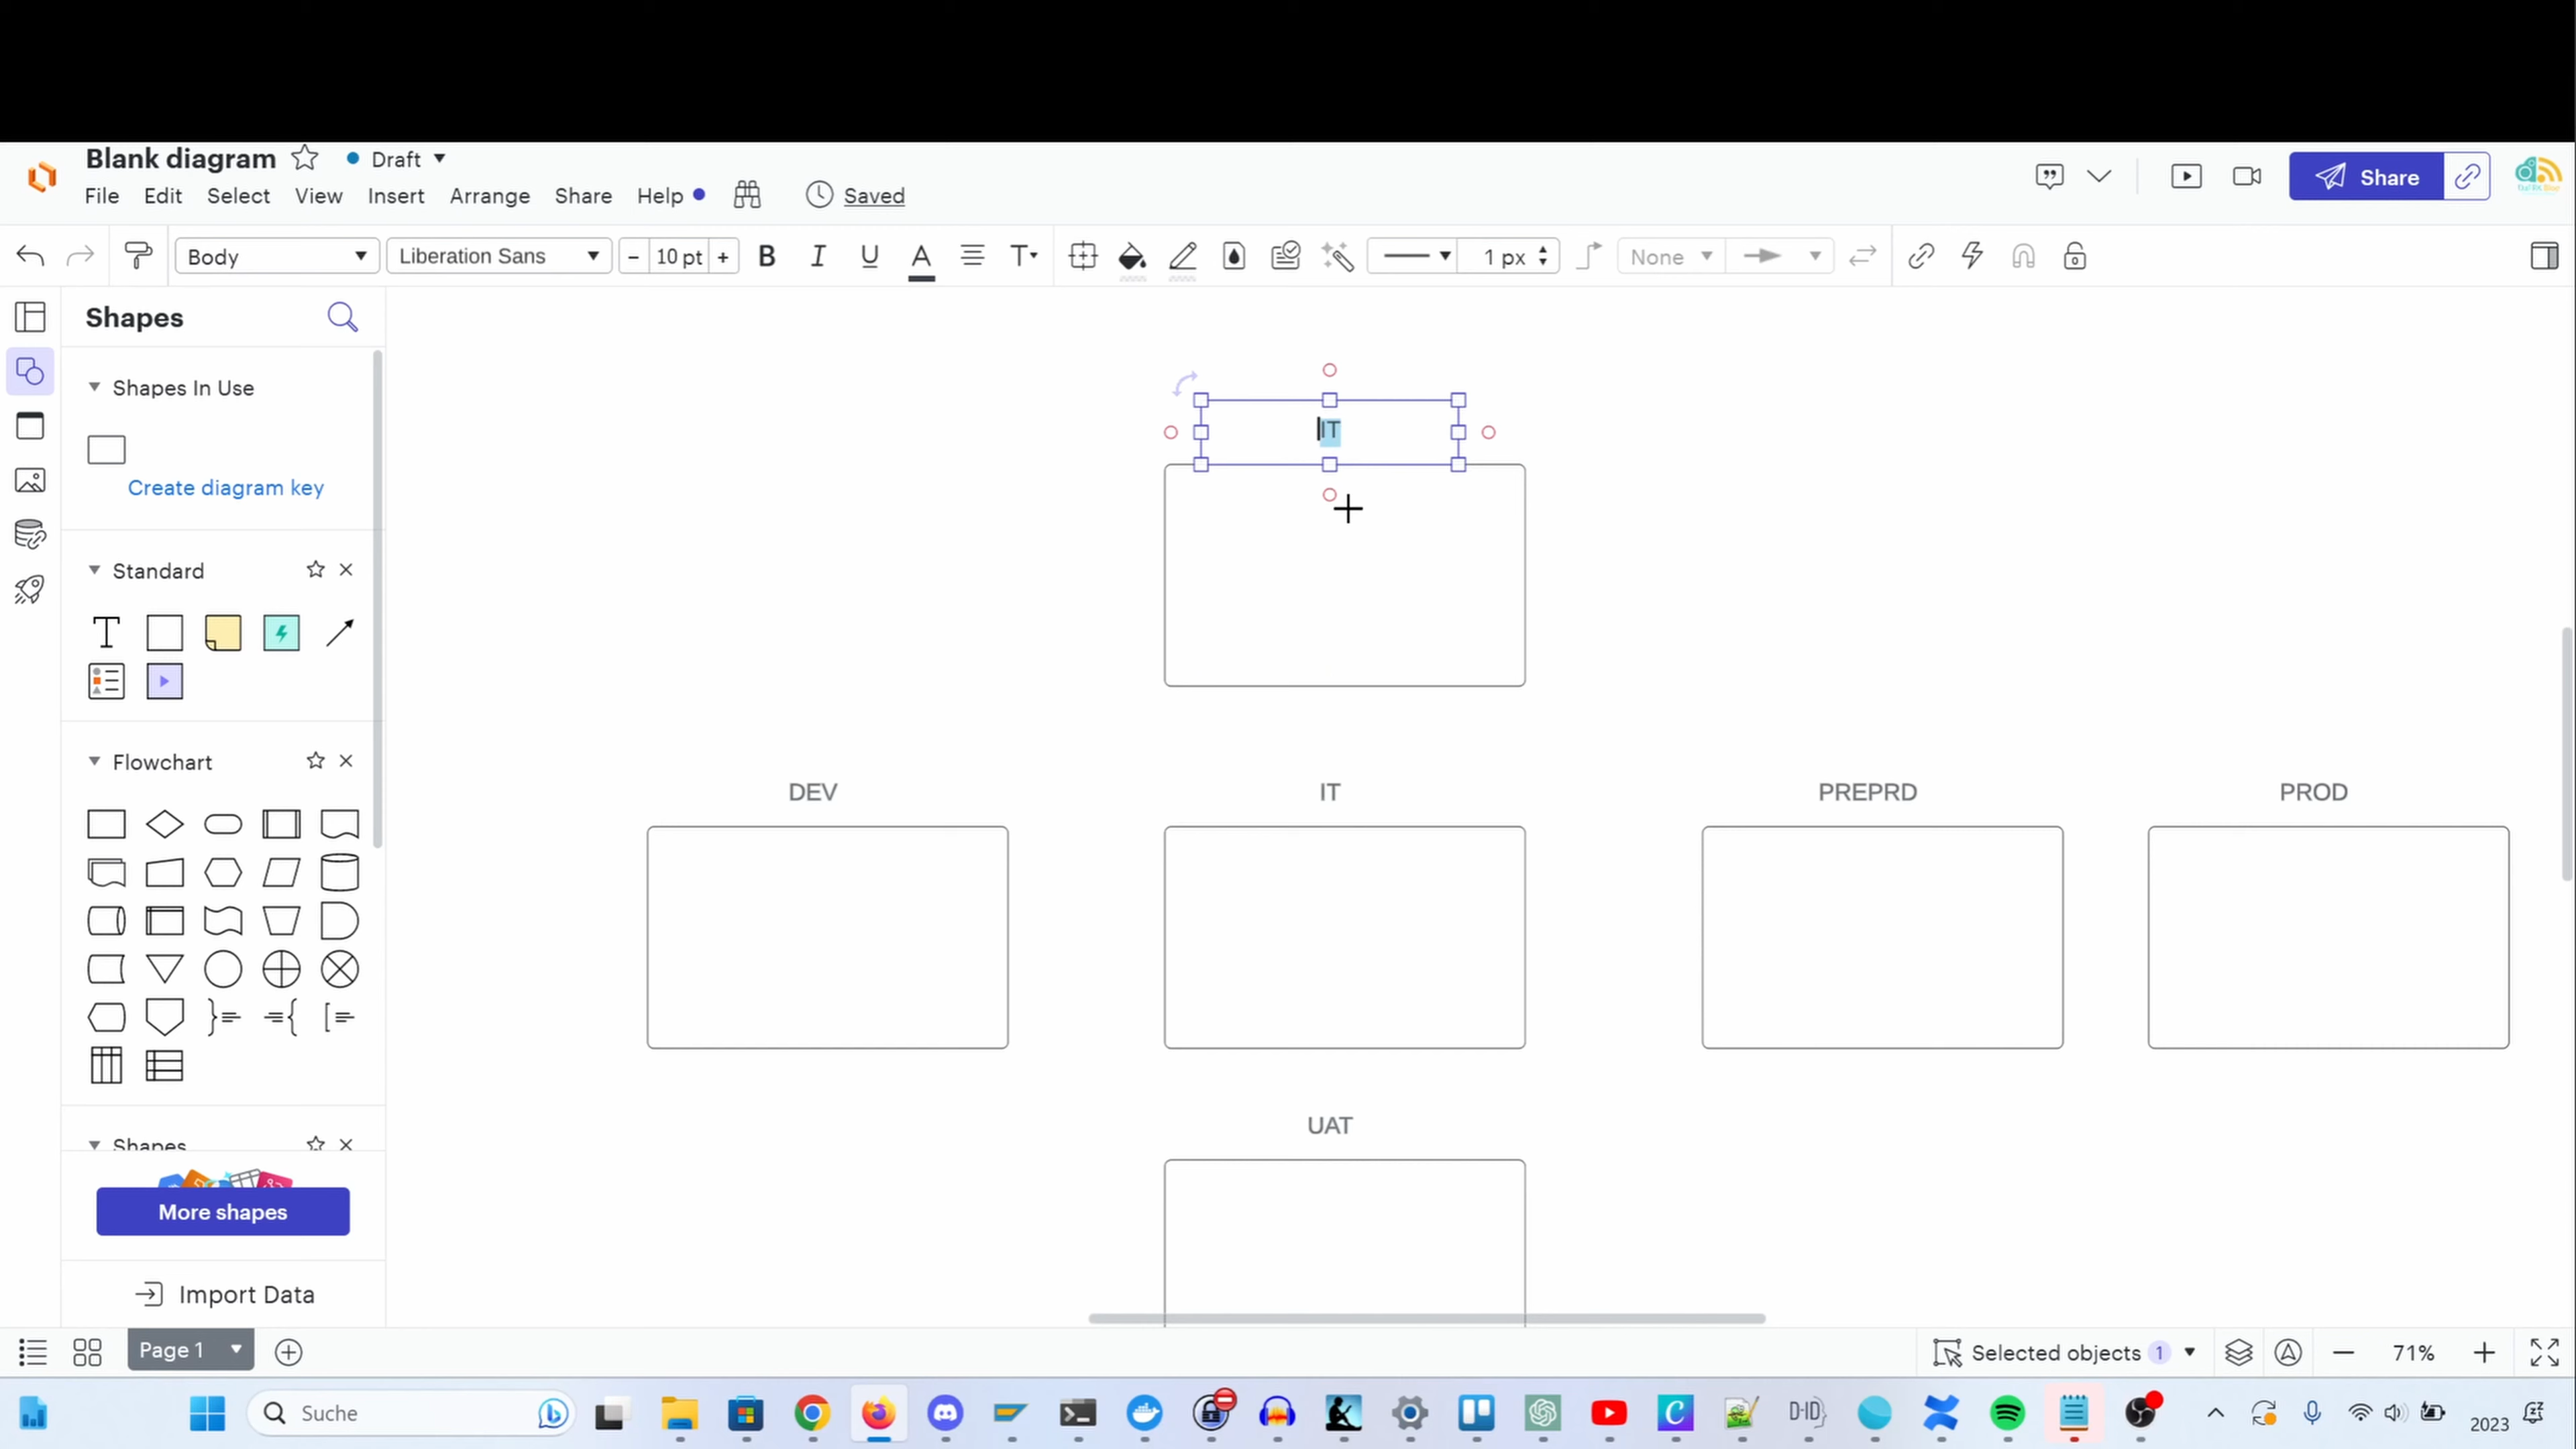 Blank diagram Draft
File Edit Select View Insert Arrange Share Help Saved
Share
Body Liberation Sans − 10 pt + B I U A T 1 px None
Shapes
Shapes In Use
Create diagram key
Standard
T
Flowchart
Shapes
More shapes
Import Data
IT
DEV IT PREPRD PROD
UAT
Page 1 Selected objects 1 71%
Suche D-ID 2023